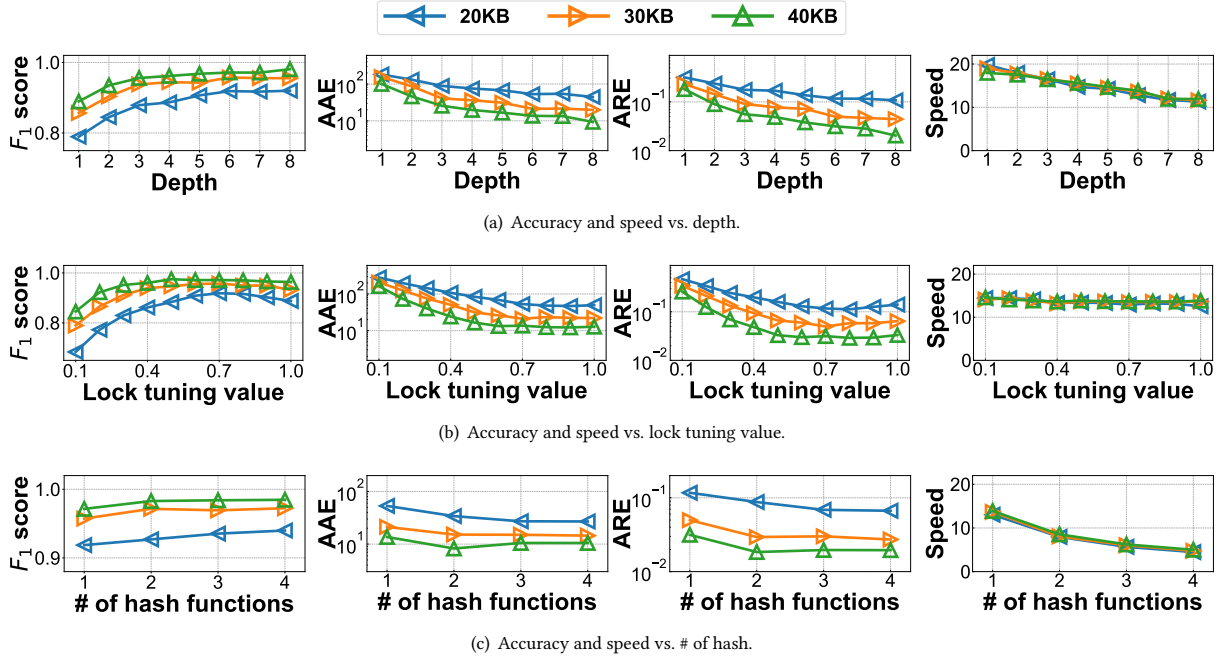 20KB 30KB 40KB
F1 score
1.0
0.8
1 2 3 4 5 6 7 8
Depth
AAE
10^2
10^1
1 2 3 4 5 6 7 8
Depth
ARE
10^-1
10^-2
1 2 3 4 5 6 7 8
Depth
Speed
20
10
0
1 2 3 4 5 6 7 8
Depth
(a) Accuracy and speed vs. depth.
F1 score
1.0
0.8
0.1 0.4 0.7 1.0
Lock tuning value
AAE
10^2
10^1
0.1 0.4 0.7 1.0
Lock tuning value
ARE
10^-1
10^-2
0.1 0.4 0.7 1.0
Lock tuning value
Speed
20
10
0
0.1 0.4 0.7 1.0
Lock tuning value
(b) Accuracy and speed vs. lock tuning value.
F1 score
1.0
0.9
1 2 3 4
# of hash functions
AAE
10^2
10^1
1 2 3 4
# of hash functions
ARE
10^-1
10^-2
1 2 3 4
# of hash functions
Speed
20
10
0
1 2 3 4
# of hash functions
(c) Accuracy and speed vs. # of hash.